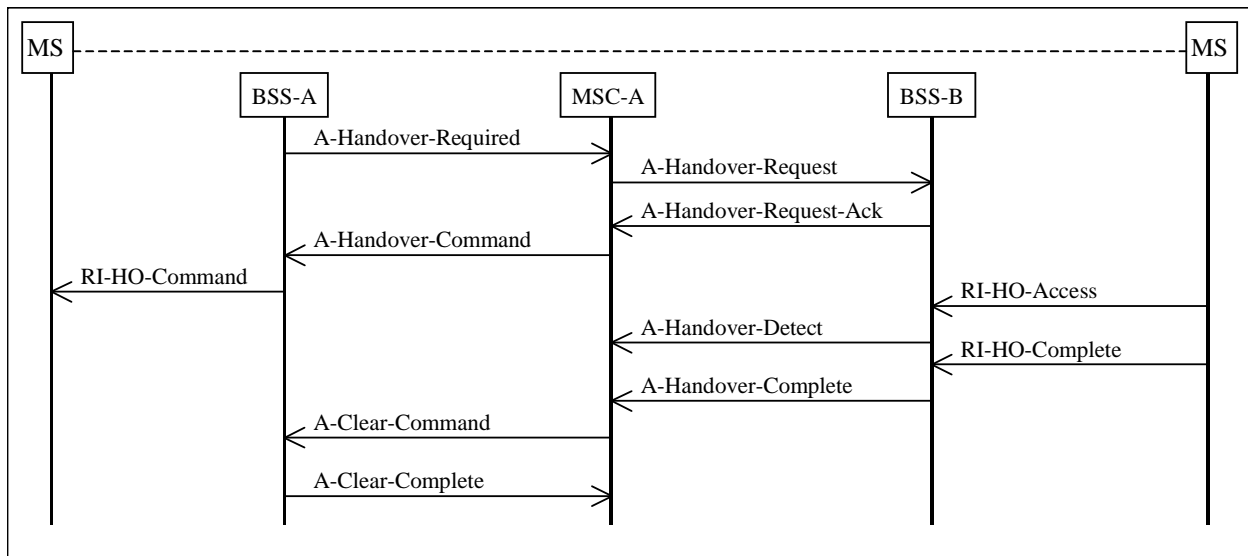 MS
MS
BSS-A
MSC-A
BSS-B
A-Handover-Required
A-Handover-Request
A-Handover-Request-Ack
A-Handover-Command
RI-HO-Command
RI-HO-Access
A-Handover-Detect
RI-HO-Complete
A-Handover-Complete
A-Clear-Command
A-Clear-Complete